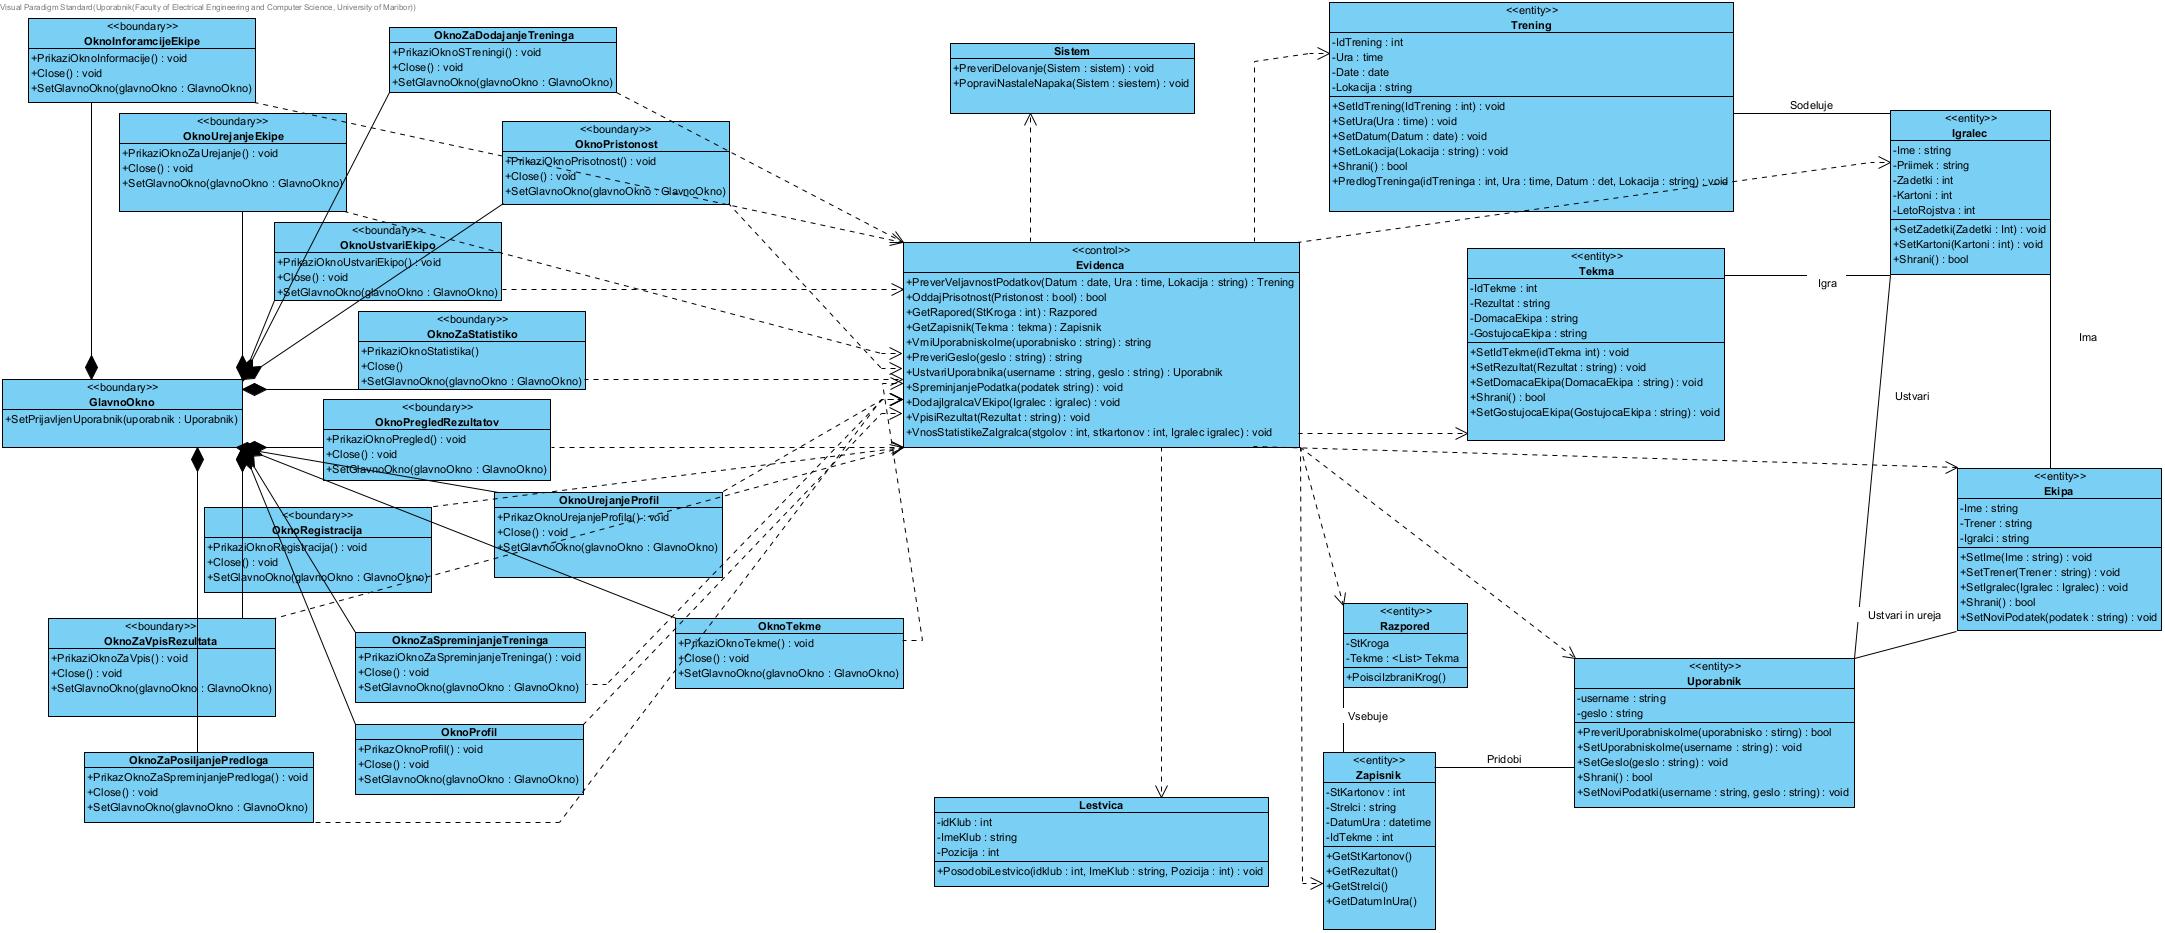 Visual Paradigm Standard(Uporabnik(Faculty of Electrical Engineering and Computer Science, University of Maribor))
<<boundary>>
OknoInforamcijeEkipe
+PrikaziOknoInformacije() : void
+Close() : void
+SetGlavnoOkno(glavnoOkno : GlavnoOkno)
OknoZaDodajanjeTreninga
+PrikaziOknoSTreningi() : void
+Close() : void
+SetGlavnoOkno(glavnoOkno : GlavnoOkno)
<<boundary>>
OknoUrejanjeEkipe
+PrikaziOknoZaUrejanje() : void
+Close() : void
+SetGlavnoOkno(glavnoOkno : GlavnoOkno)
<<boundary>>
OknoPristonost
+PrikaziOknoPrisotnost() : void
+Close() : void
+SetGlavnoOkno(glavnoOkno : GlavnoOkno)
<<boundary>>
OknoUstvariEkipo
+PrikaziOknoUstvariEkipo() : void
+Close() : void
+SetGlavnoOkno(glavnoOkno : GlavnoOkno)
<<boundary>>
OknoZaStatistiko
+PrikaziOknoStatistika()
+Close()
+SetGlavnoOkno(glavnoOkno : GlavnoOkno)
<<boundary>>
GlavnoOkno
+SetPrijavljenUporabnik(uporabnik : Uporabnik)
<<boundary>>
OknoPregledRezultatov
+PrikaziOknoPregled() : void
+Close() : void
+SetGlavnoOkno(glavnoOkno : GlavnoOkno)
OknoUrejanjeProfil
+PrikazOknoUrejanjeProfila() : void
+Close() : void
+SetGlavnoOkno(glavnoOkno : GlavnoOkno)
<<boundary>>
OknoRegistracija
+PrikaziOknoRegistracija() : void
+Close() : void
+SetGlavnoOkno(glavnoOkno : GlavnoOkno)
<<boundary>>
OknoZaVpisRezultata
+PrikaziOknoZaVpis() : void
+Close() : void
+SetGlavnoOkno(glavnoOkno : GlavnoOkno)
OknoZaSpreminjanjeTreninga
+PrikaziOknoZaSpreminjanjeTreninga() : void
+Close() : void
+SetGlavnoOkno(glavnoOkno : GlavnoOkno)
OknoTekme
+PrikaziOknoTekme() : void
+Close() : void
+SetGlavnoOkno(glavnoOkno : GlavnoOkno)
OknoProfil
+PrikazOknoProfil() : void
+Close() : void
+SetGlavnoOkno(glavnoOkno : GlavnoOkno)
OknoZaPosiljanjePredloga
+PrikazOknoZaSpreminjanjePredloga() : void
+Close() : void
+SetGlavnoOkno(glavnoOkno : GlavnoOkno)
Sistem
+PreveriDelovanje(Sistem : sistem) : void
+PopraviNastaleNapaka(Sistem : siestem) : void
<<control>>
Evidenca
+PreverVeljavnostPodatkov(Datum : date, Ura : time, Lokacija : string) : Trening
+OddajPrisotnost(Pristonost : bool) : bool
+GetRapored(StKroga : int) : Razpored
+GetZapisnik(Tekma : tekma) : Zapisnik
+VrniUporabniskoIme(uporabnisko : string) : string
+PreveriGeslo(geslo : string) : string
+UstvariUporabnika(username : string, geslo : string) : Uporabnik
+SpreminjanjePodatka(podatek string) : void
+DodajIgralcaVEkipo(Igralec : igralec) : void
+VpisiRezultat(Rezultat : string) : void
+VnosStatistikeZaIgralca(stgolov : int, stkartonov : int, Igralec igralec) : void
Lestvica
-idKlub : int
-ImeKlub : string
-Pozicija : int
+PosodobiLestvico(idklub : int, ImeKlub : string, Pozicija : int) : void
<<entity>>
Trening
-IdTrening : int
-Ura : time
-Date : date
-Lokacija : string
+SetIdTrening(IdTrening : int) : void
+SetUra(Ura : time) : void
+SetDatum(Datum : date) : void
+SetLokacija(Lokacija : string) : void
+Shrani() : bool
+PredlogTreninga(idTreninga : int, Ura : time, Datum : det, Lokacija : string) : void
Sodeluje
<<entity>>
Igralec
-Ime : string
-Priimek : string
-Zadetki : int
-Kartoni : int
-LetoRojstva : int
+SetZadetki(Zadetki : Int) : void
+SetKartoni(Kartoni : int) : void
+Shrani() : bool
<<entity>>
Tekma
-IdTekme : int
-Rezultat : string
-DomacaEkipa : string
-GostujocaEkipa : string
+SetIdTekme(idTekma int) : void
+SetRezultat(Rezultat : string) : void
+SetDomacaEkipa(DomacaEkipa : string) : void
+Shrani() : bool
+SetGostujocaEkipa(GostujocaEkipa : string) : void
Igra
Ima
Ustvari
<<entity>>
Ekipa
-Ime : string
-Trener : string
-Igralci : string
+SetIme(Ime : string) : void
+SetTrener(Trener : string) : void
+SetIgralec(Igralec : Igralec) : void
+Shrani() : bool
+SetNoviPodatek(podatek : string) : void
Ustvari in ureja
<<entity>>
Razpored
-StKroga
-Tekme : <List> Tekma
+PoisciIzbraniKrog()
Vsebuje
<<entity>>
Uporabnik
-username : string
-geslo : string
+PreveriUporabniskoIme(uporabnisko : stirng) : bool
+SetUporabniskoIme(username : string) : void
+SetGeslo(geslo : string) : void
+Shrani() : bool
+SetNoviPodatki(username : string, geslo : string) : void
Pridobi
<<entity>>
Zapisnik
-StKartonov : int
-Strelci : string
-DatumUra : datetime
-IdTekme : int
+GetStKartonov()
+GetRezultat()
+GetStrelci()
+GetDatumInUra()